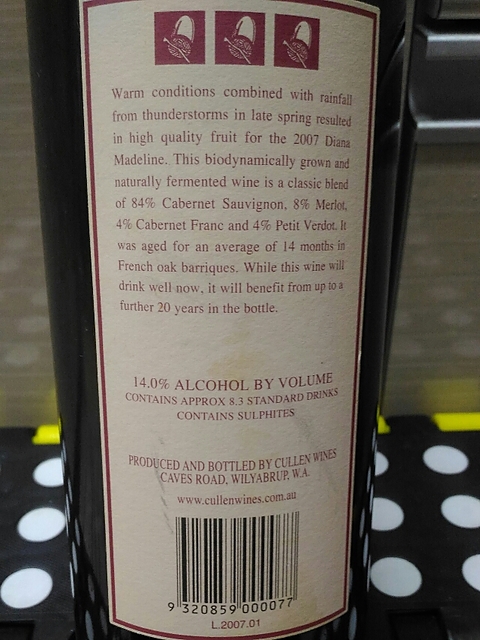 Warm conditions combined with rainfall
from thunderstorms in late spring resulted
in high quality fruit for the 2007 Diana
Madeline. This biodynamically grown and
naturally fermented wine is a classic blend
of 84% Cabernet Sauvignon, 8% Merlot,
4% Cabernet Franc and 4% Petit Verdot. It
was aged for an average of 14 months in
French oak barriques. While this wine will
drink well now, it will benefit from up to a
further 20 years in the bottle.
14.0% ALCOHOL BY VOLUME
CONTAINS APPROX 8.3 STANDARD DRINKS
CONTAINS SULPHITES
PRODUCED AND BOTTLED BY CULLEN WINES
CAVES ROAD, WILYABRUP, W.A.
www.cullenwines.com.au
9 320859 000077
L.2007.01